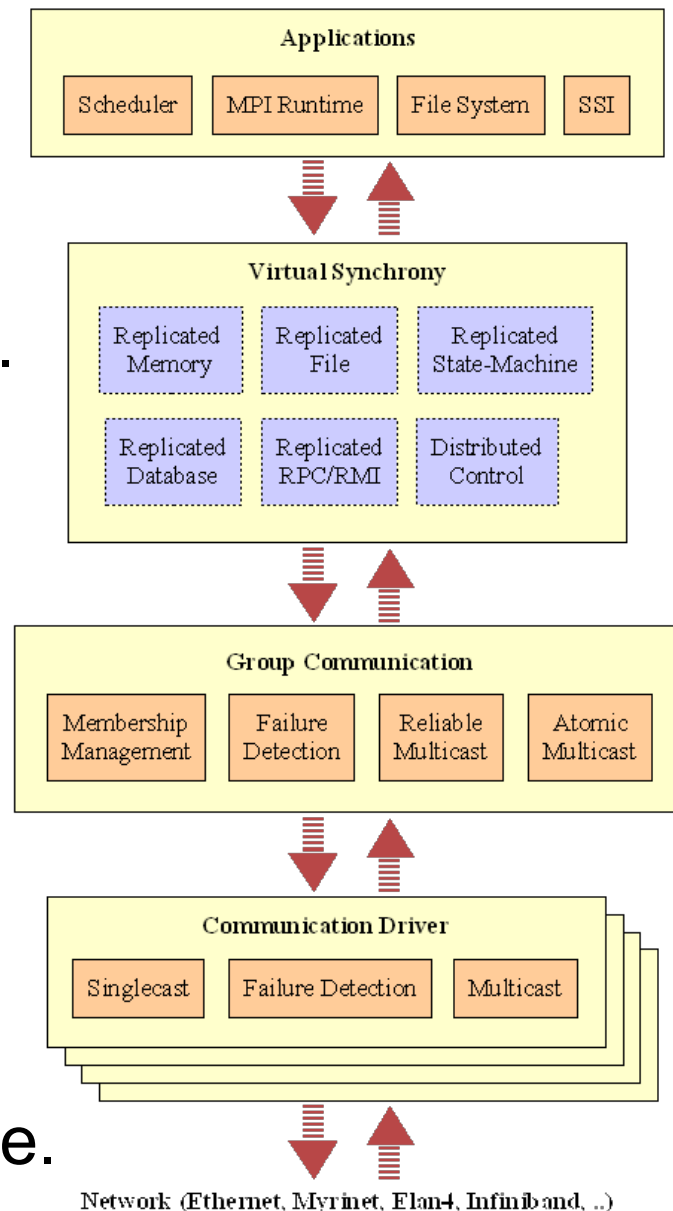 Applications
Scheduler
MPI Runtime
File System
SSI
Virtual Synchrony
Replicated
Memory
Replicated
File
Replicated
State-Machine
.
Replicated
Database
Replicated
RPC/RMI
Distributed
Control
Group Communication
Membership
Management
Failure
Detection
Reliable
Multicast
Atomic
Multicast
Communication Driver
Singlecast
Failure Detection
Multicast
e.
Network (Ethernet, Myrinet, Elan4, Infiniband, ..)